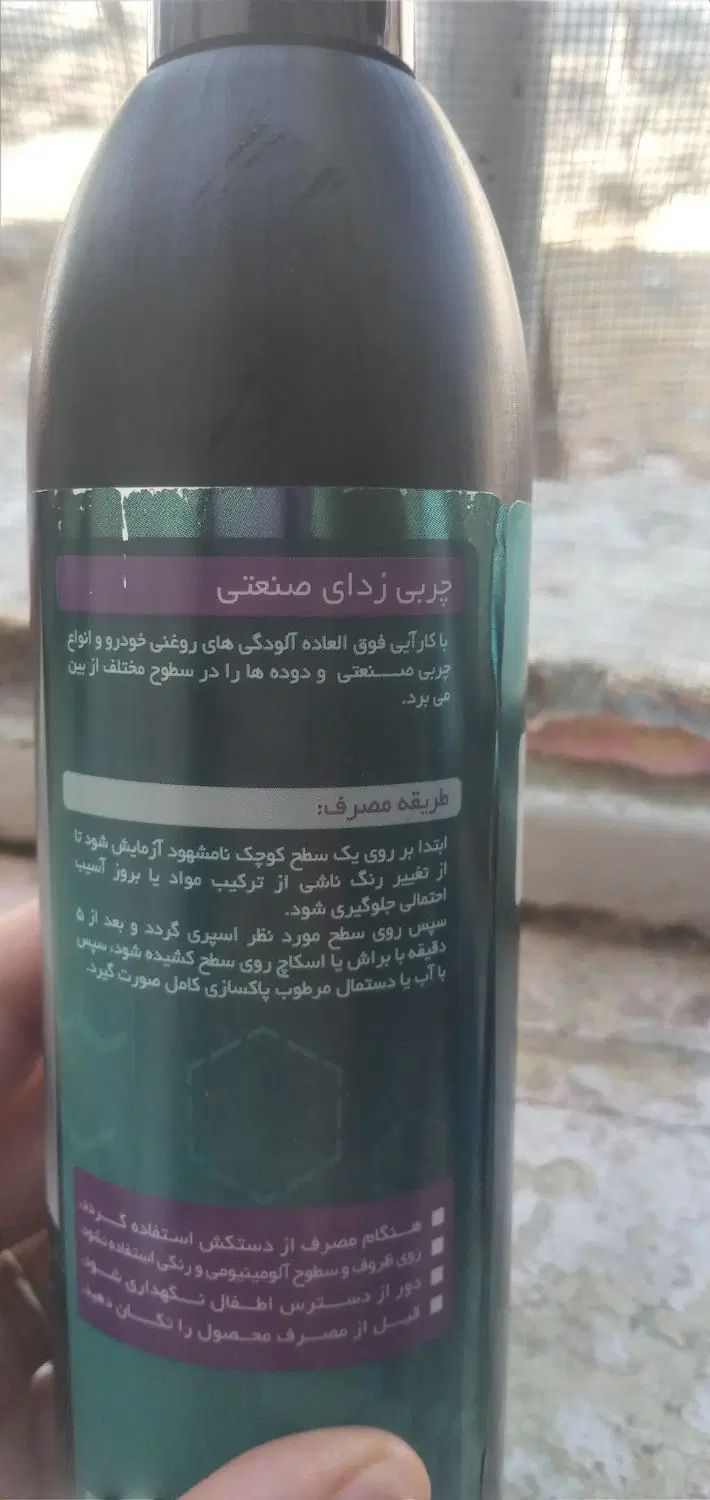 چربی زدای صنعتی
با کارآیی فوق العاده آلودگی های روغنی خودرو و انواع
چربی صنعتی و دوده ها را در سطوح مختلف از بین
می برد.
طریقه مصرف:
ابتدا بر روی یک سطح کوچک نامشهود آزمایش شود تا
از تغییر رنگ ناشی از ترکیب مواد یا بروز آسیب
احتمالی جلوگیری شود.
سپس روی سطح مورد نظر اسپری گردد و بعد از ۵
دقیقه با براش یا اسکاچ روی سطح کشیده شود، سپس
با آب یا دستمال مرطوب پاکسازی کامل صورت گیرد.
هنگام مصرف از دستکش استفاده گردد.
روی ظروف و سطوح آلومینیومی و رنگی استفاده نشود.
دور از دسترس اطفال نگهداری شود.
قبل از مصرف محصول را تکان دهید.